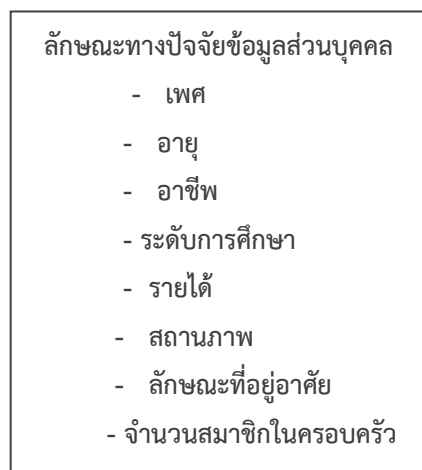 ลักษณะทางปัจจัยข้อมูลส่วนบุคคล
- เพศ
- อายุ
- อาชีพ
- ระดับการศึกษา
- รายได้
- สถานภาพ
- ลักษณะที่อยู่อาศัย
- จำนวนสมาชิกในครอบครัว